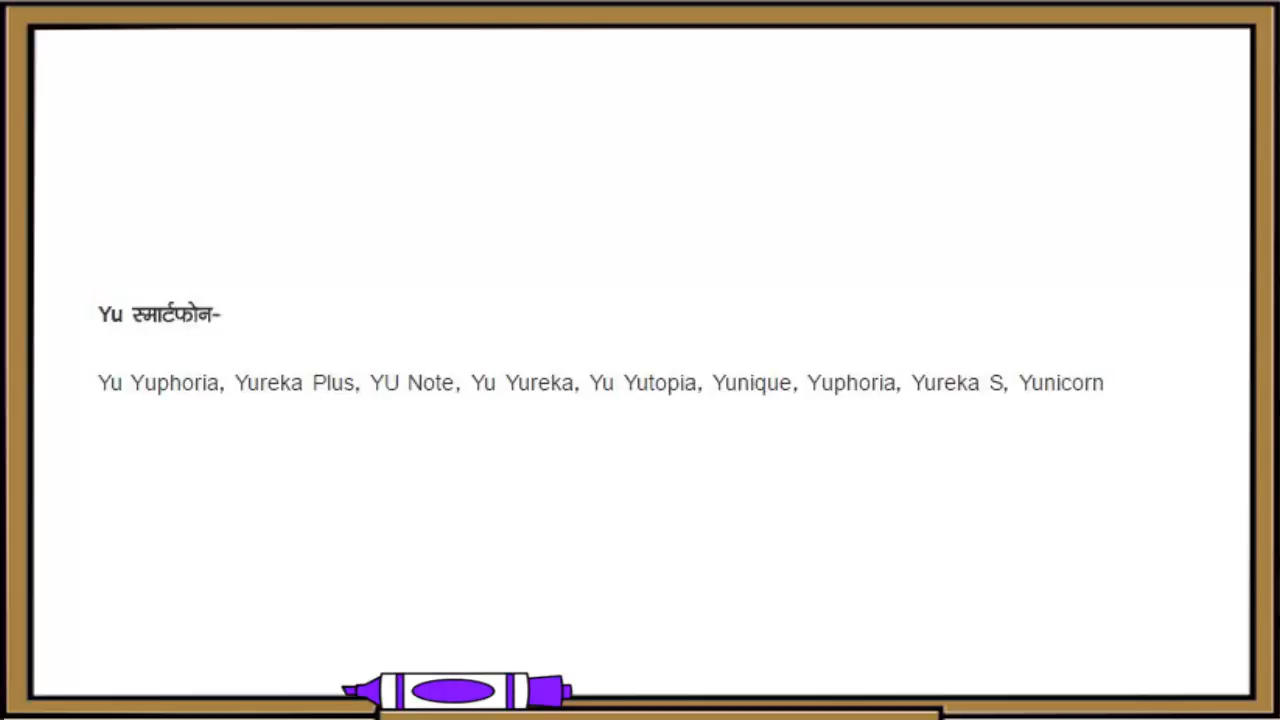 Yu स्मार्टफोन-
Yu Yuphoria, Yureka Plus, YU Note, Yu Yureka, Yu Yutopia, Yunique, Yuphoria, Yureka S, Yunicorn